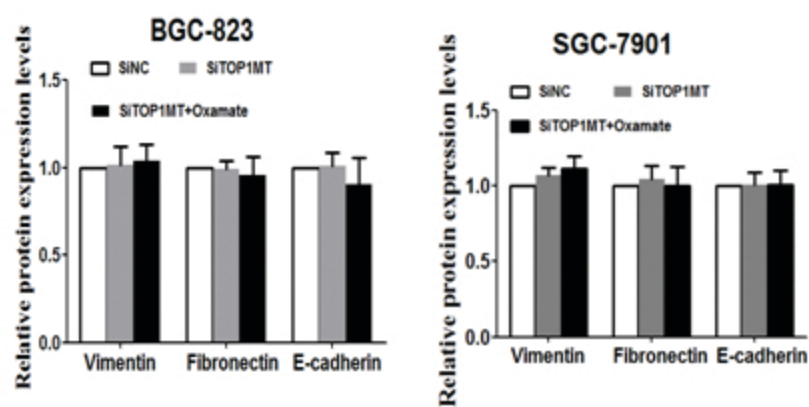 BGC-823
SiNC
SiTOP1MT
SiTOP1MT+Oxamate
Relative protein expression levels
1.5
1.0
0.5
0.0
Vimentin
Fibronectin
E-cadherin
SGC-7901
SiNC
SiTOP1MT
SiTOP1MT+Oxamate
Relative protein expression levels
1.5
1.0
0.5
0.0
Vimentin
Fibronectin
E-cadherin